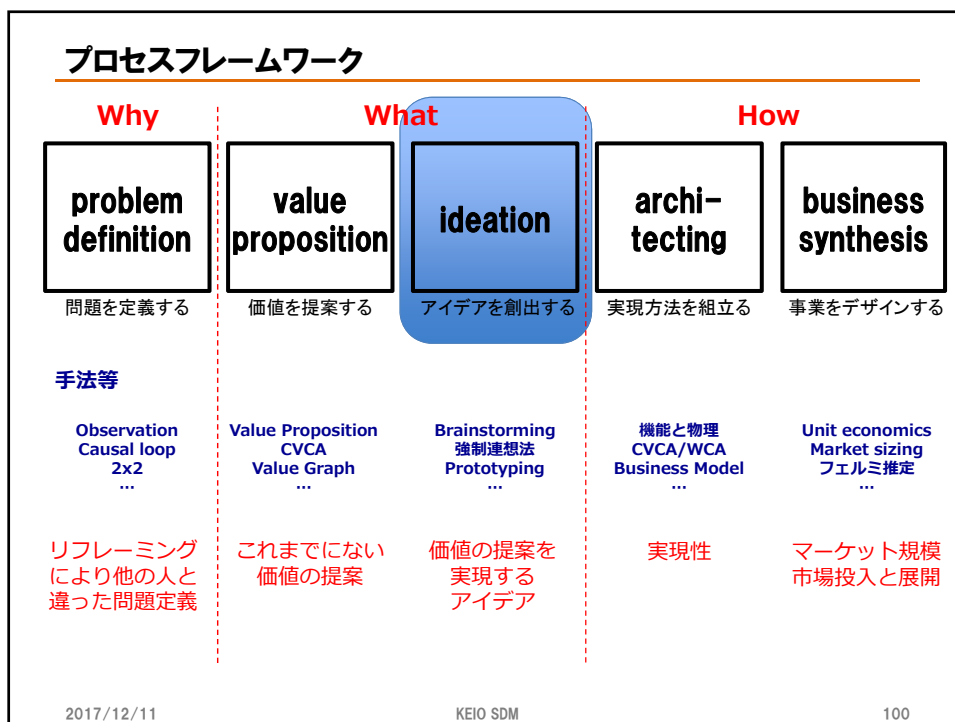 プロセスフレームワーク
Why
What
How
problem
definition
value
proposition
ideation
archi-
tecting
business
synthesis
問題を定義する
価値を提案する
アイデアを創出する
実現方法を組立る
事業をデザインする
手法等
Observation
Causal loop
2x2
…
Value Proposition
CVCA
Value Graph
…
Brainstorming
強制連想法
Prototyping
…
機能と物理
CVCA/WCA
Business Model
…
Unit economics
Market sizing
フェルミ推定
…
リフレーミング
により他の人と
違った問題定義
これまでにない
価値の提案
価値の提案を
実現する
アイデア
実現性
マーケット規模
市場投入と展開
2017/12/11
KEIO SDM
100